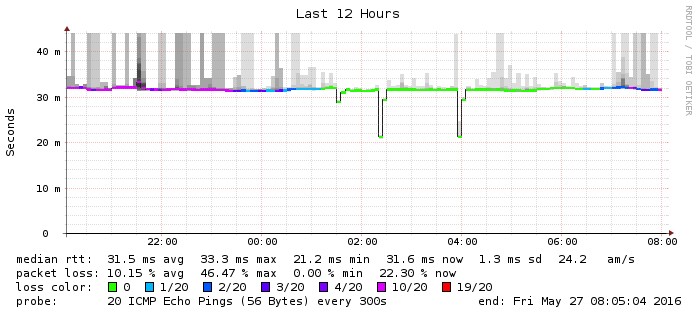 Last 12 Hours
RRDTOOL / TOBI OETIKER
Seconds
40 m
30 m
20 m
10 m
0
22:00 00:00 02:00 04:00 06:00 08:00
median rtt: 31.5 ms avg 33.3 ms max 21.2 ms min 31.6 ms now 1.3 ms sd 24.2 am/s
packet loss: 10.15 % avg 46.47 % max 0.00 % min 22.30 % now
loss color: 0 1/20 2/20 3/20 4/20 10/20 19/20
probe: 20 ICMP Echo Pings (56 Bytes) every 300s end: Fri May 27 08:05:04 2016